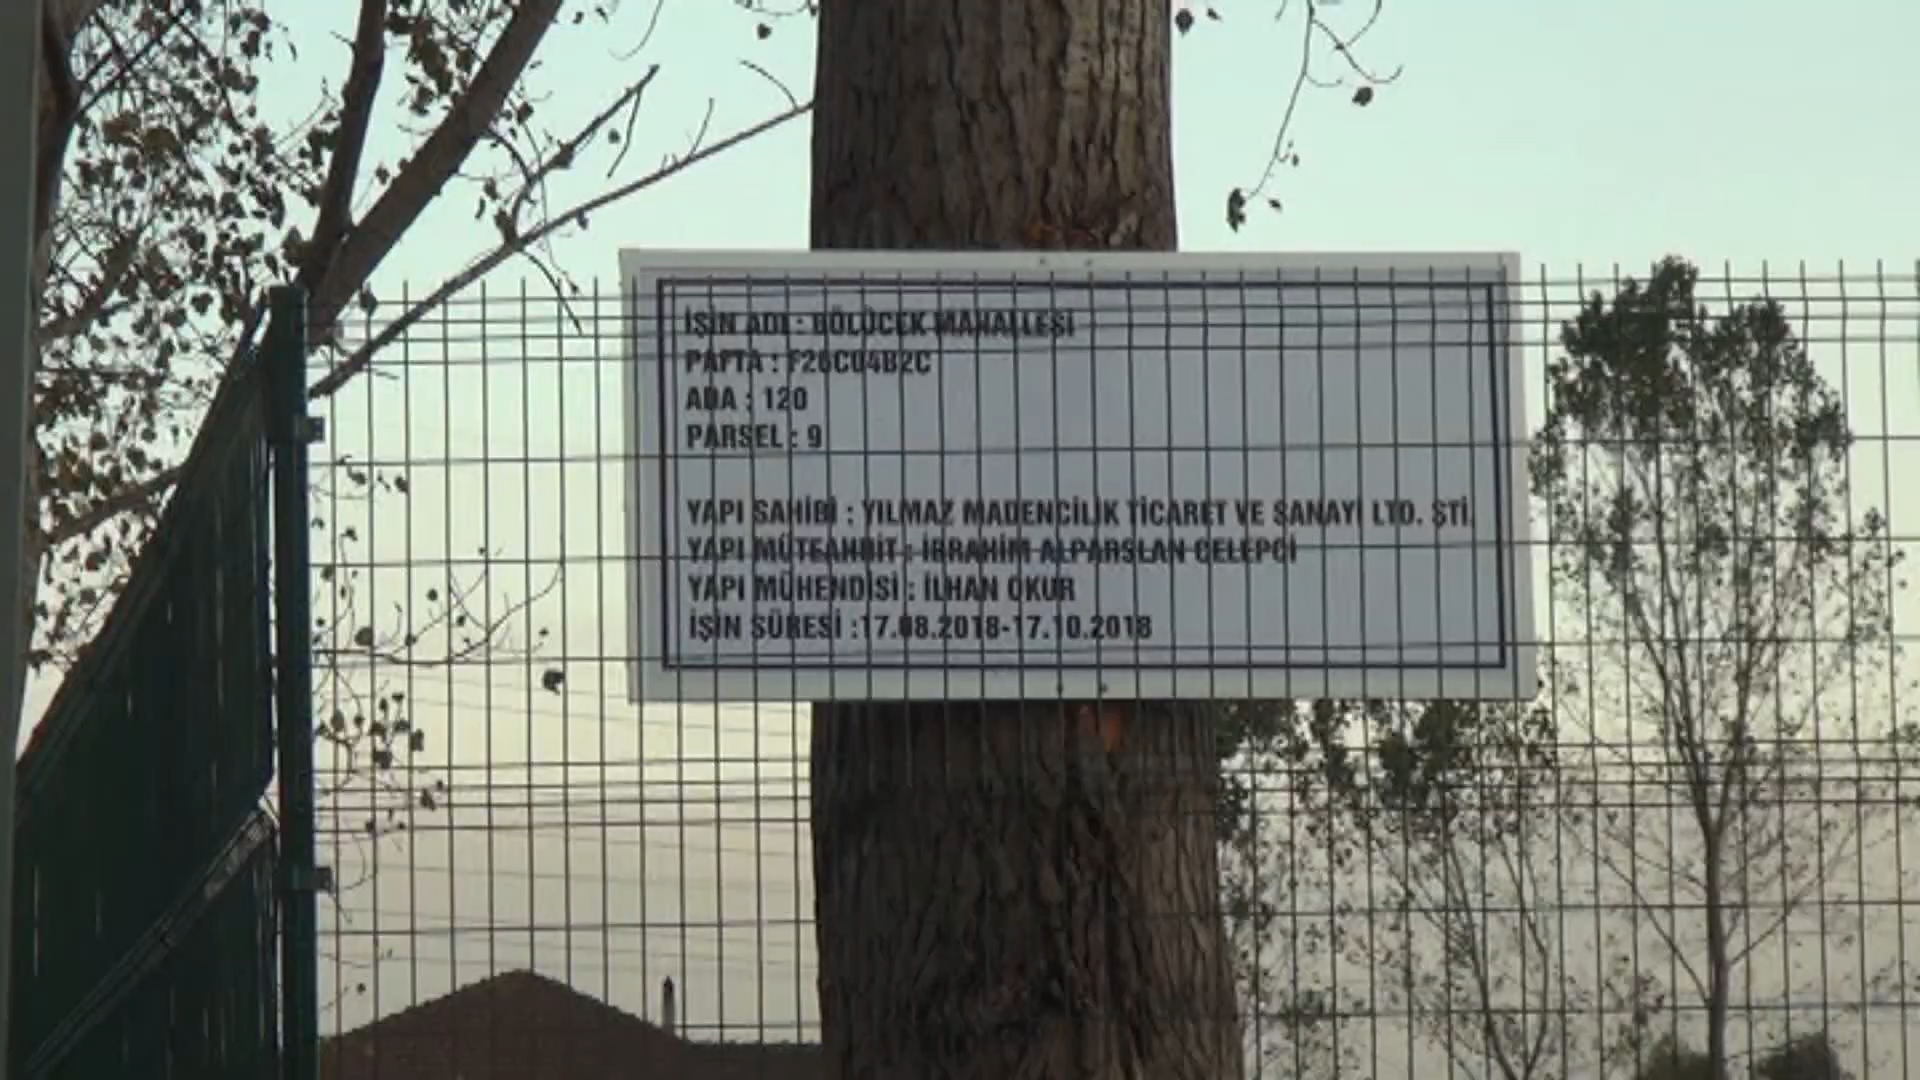 İŞİN ADI : BÖLÜCEK MAHALLESİ
PAFTA : F26C04B2C
ADA : 120
PARSEL : 9
YAPI SAHİBİ : YILMAZ MADENCİLİK TİCARET VE SANAYİ LTD. ŞTİ.
YAPI MÜTEAHHİT : İBRAHİM ALPARSLAN CELEPCİ
YAPI MÜHENDİSİ : İLHAN OKUR
İŞİN SÜRESİ :17.08.2018-17.10.2018